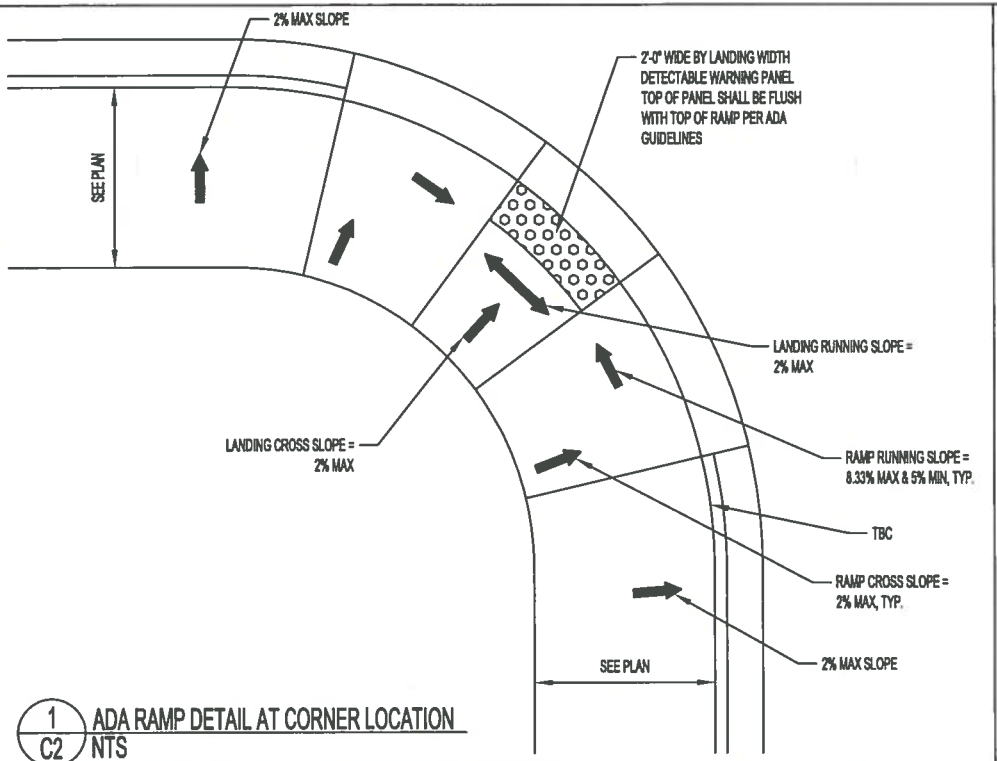 2% MAX SLOPE
2'-0" WIDE BY LANDING WIDTH
DETECTABLE WARNING PANEL
TOP OF PANEL SHALL BE FLUSH
WITH TOP OF RAMP PER ADA
GUIDELINES
SEE PLAN
LANDING RUNNING SLOPE =
2% MAX
LANDING CROSS SLOPE =
2% MAX
RAMP RUNNING SLOPE =
8.33% MAX & 5% MIN, TYP.
TBC
RAMP CROSS SLOPE =
2% MAX, TYP.
SEE PLAN
2% MAX SLOPE
1
C2
ADA RAMP DETAIL AT CORNER LOCATION
NTS